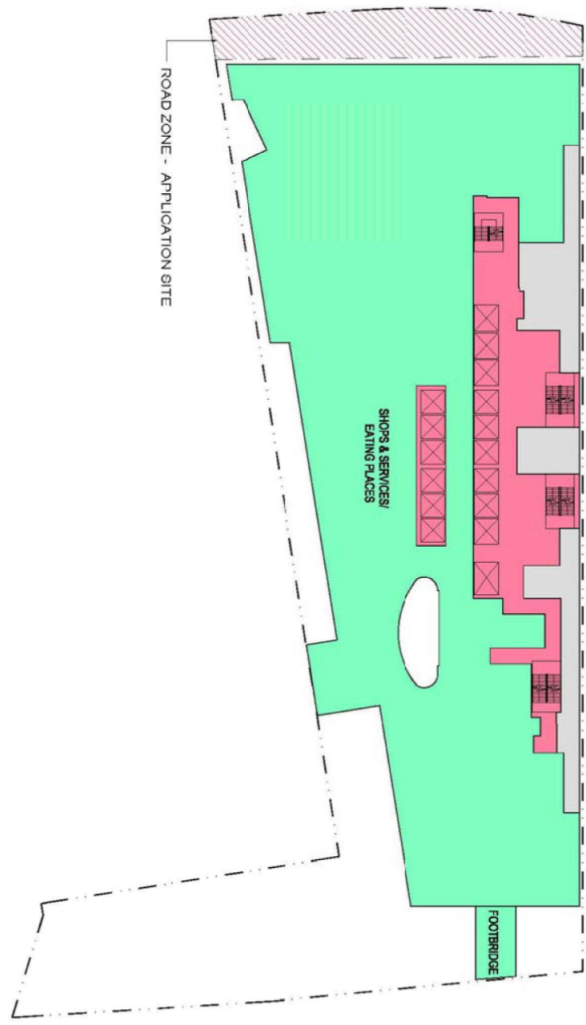 ROAD ZONE - APPLICATION SITE
SHOPS & SERVICES/
EATING PLACES
FOOTBRIDGE